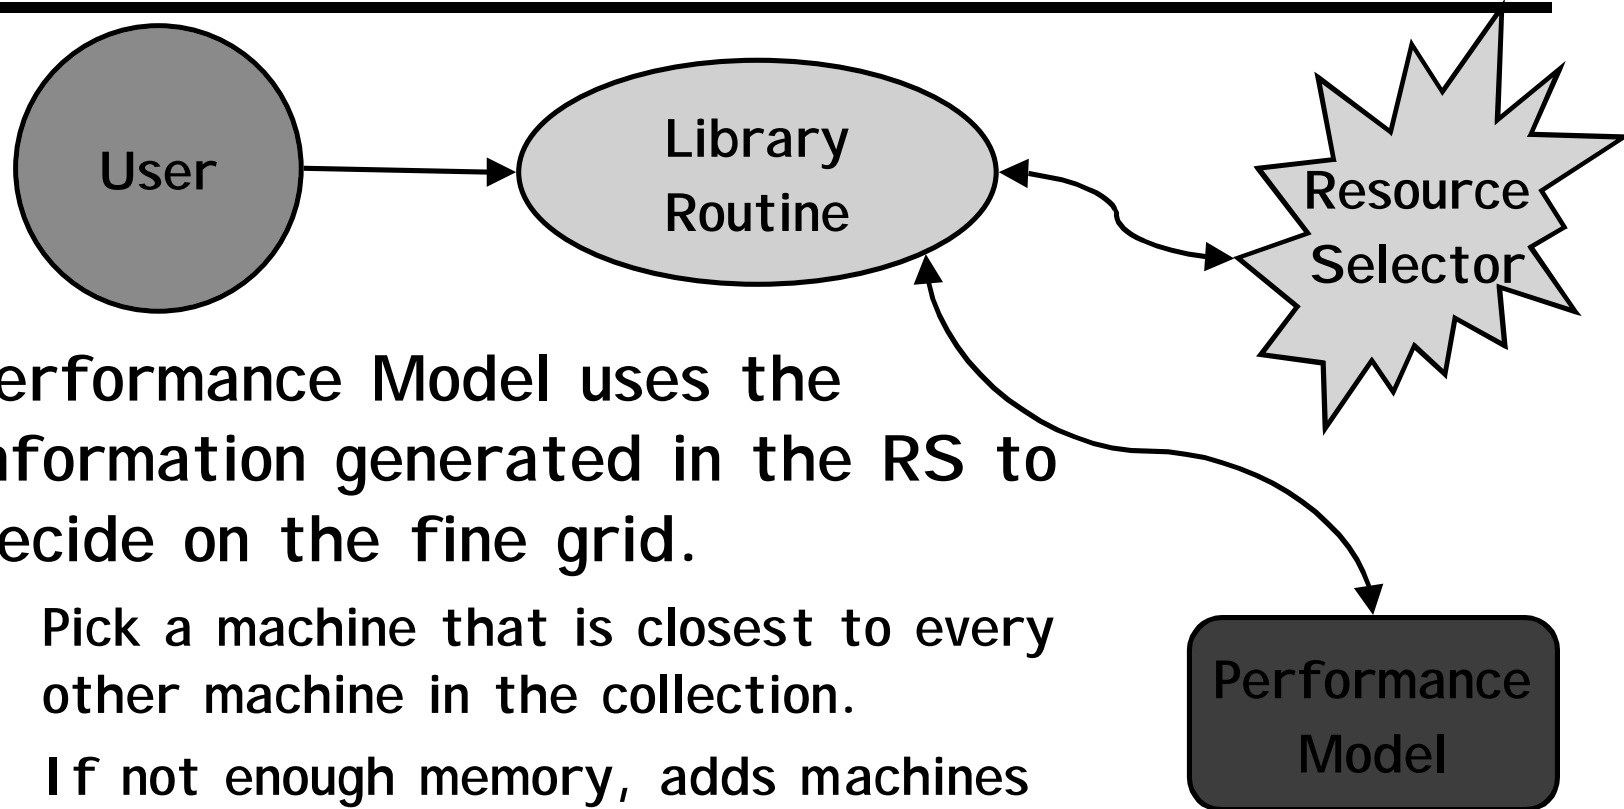 User
Library
Routine
Resource
Selector
erformance Model uses the
nformation generated in the RS to
ecide on the fine grid.
Pick a machine that is closest to every
other machine in the collection.
If not enough memory, adds machines
Performance
Model